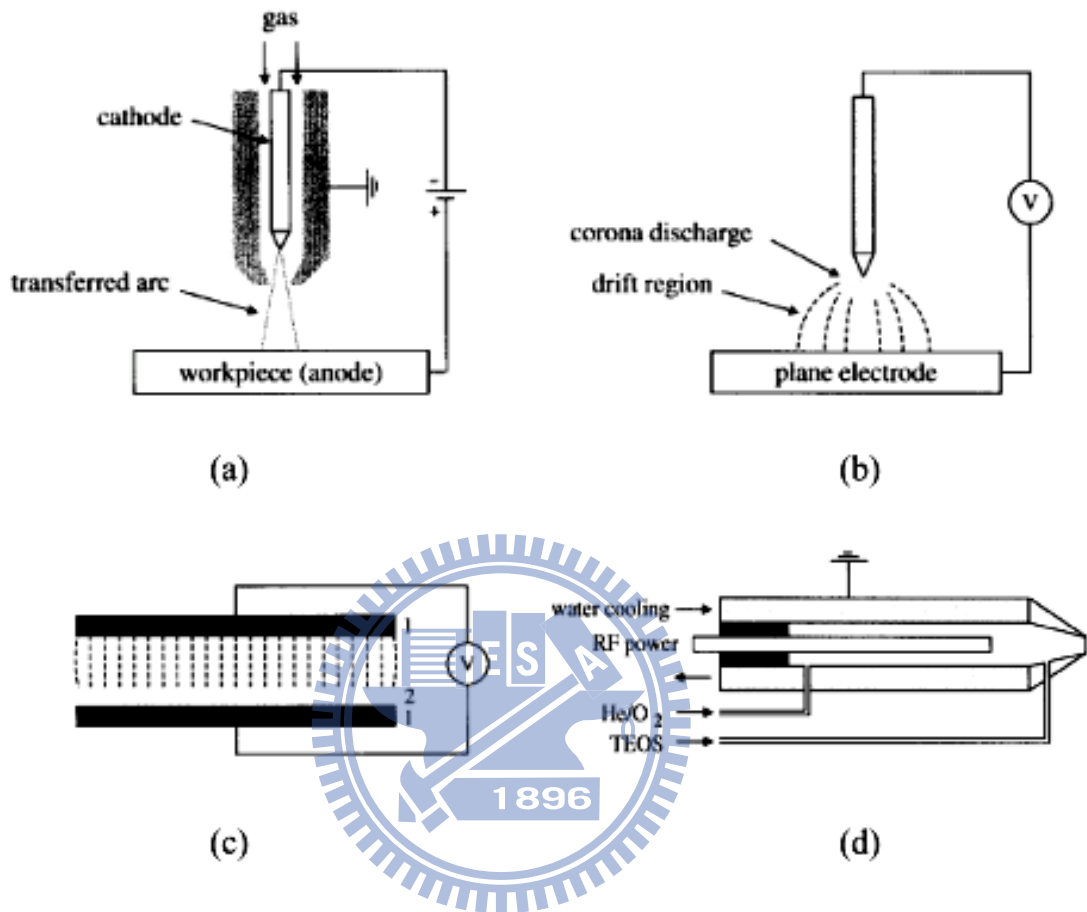 gas
cathode
-
+
transferred arc
workpiece (anode)
(a)
corona discharge
drift region
V
plane electrode
(b)
1
V
2
1
(c)
water cooling
RF power
He/O2
TEOS
(d)
ES
A
1896